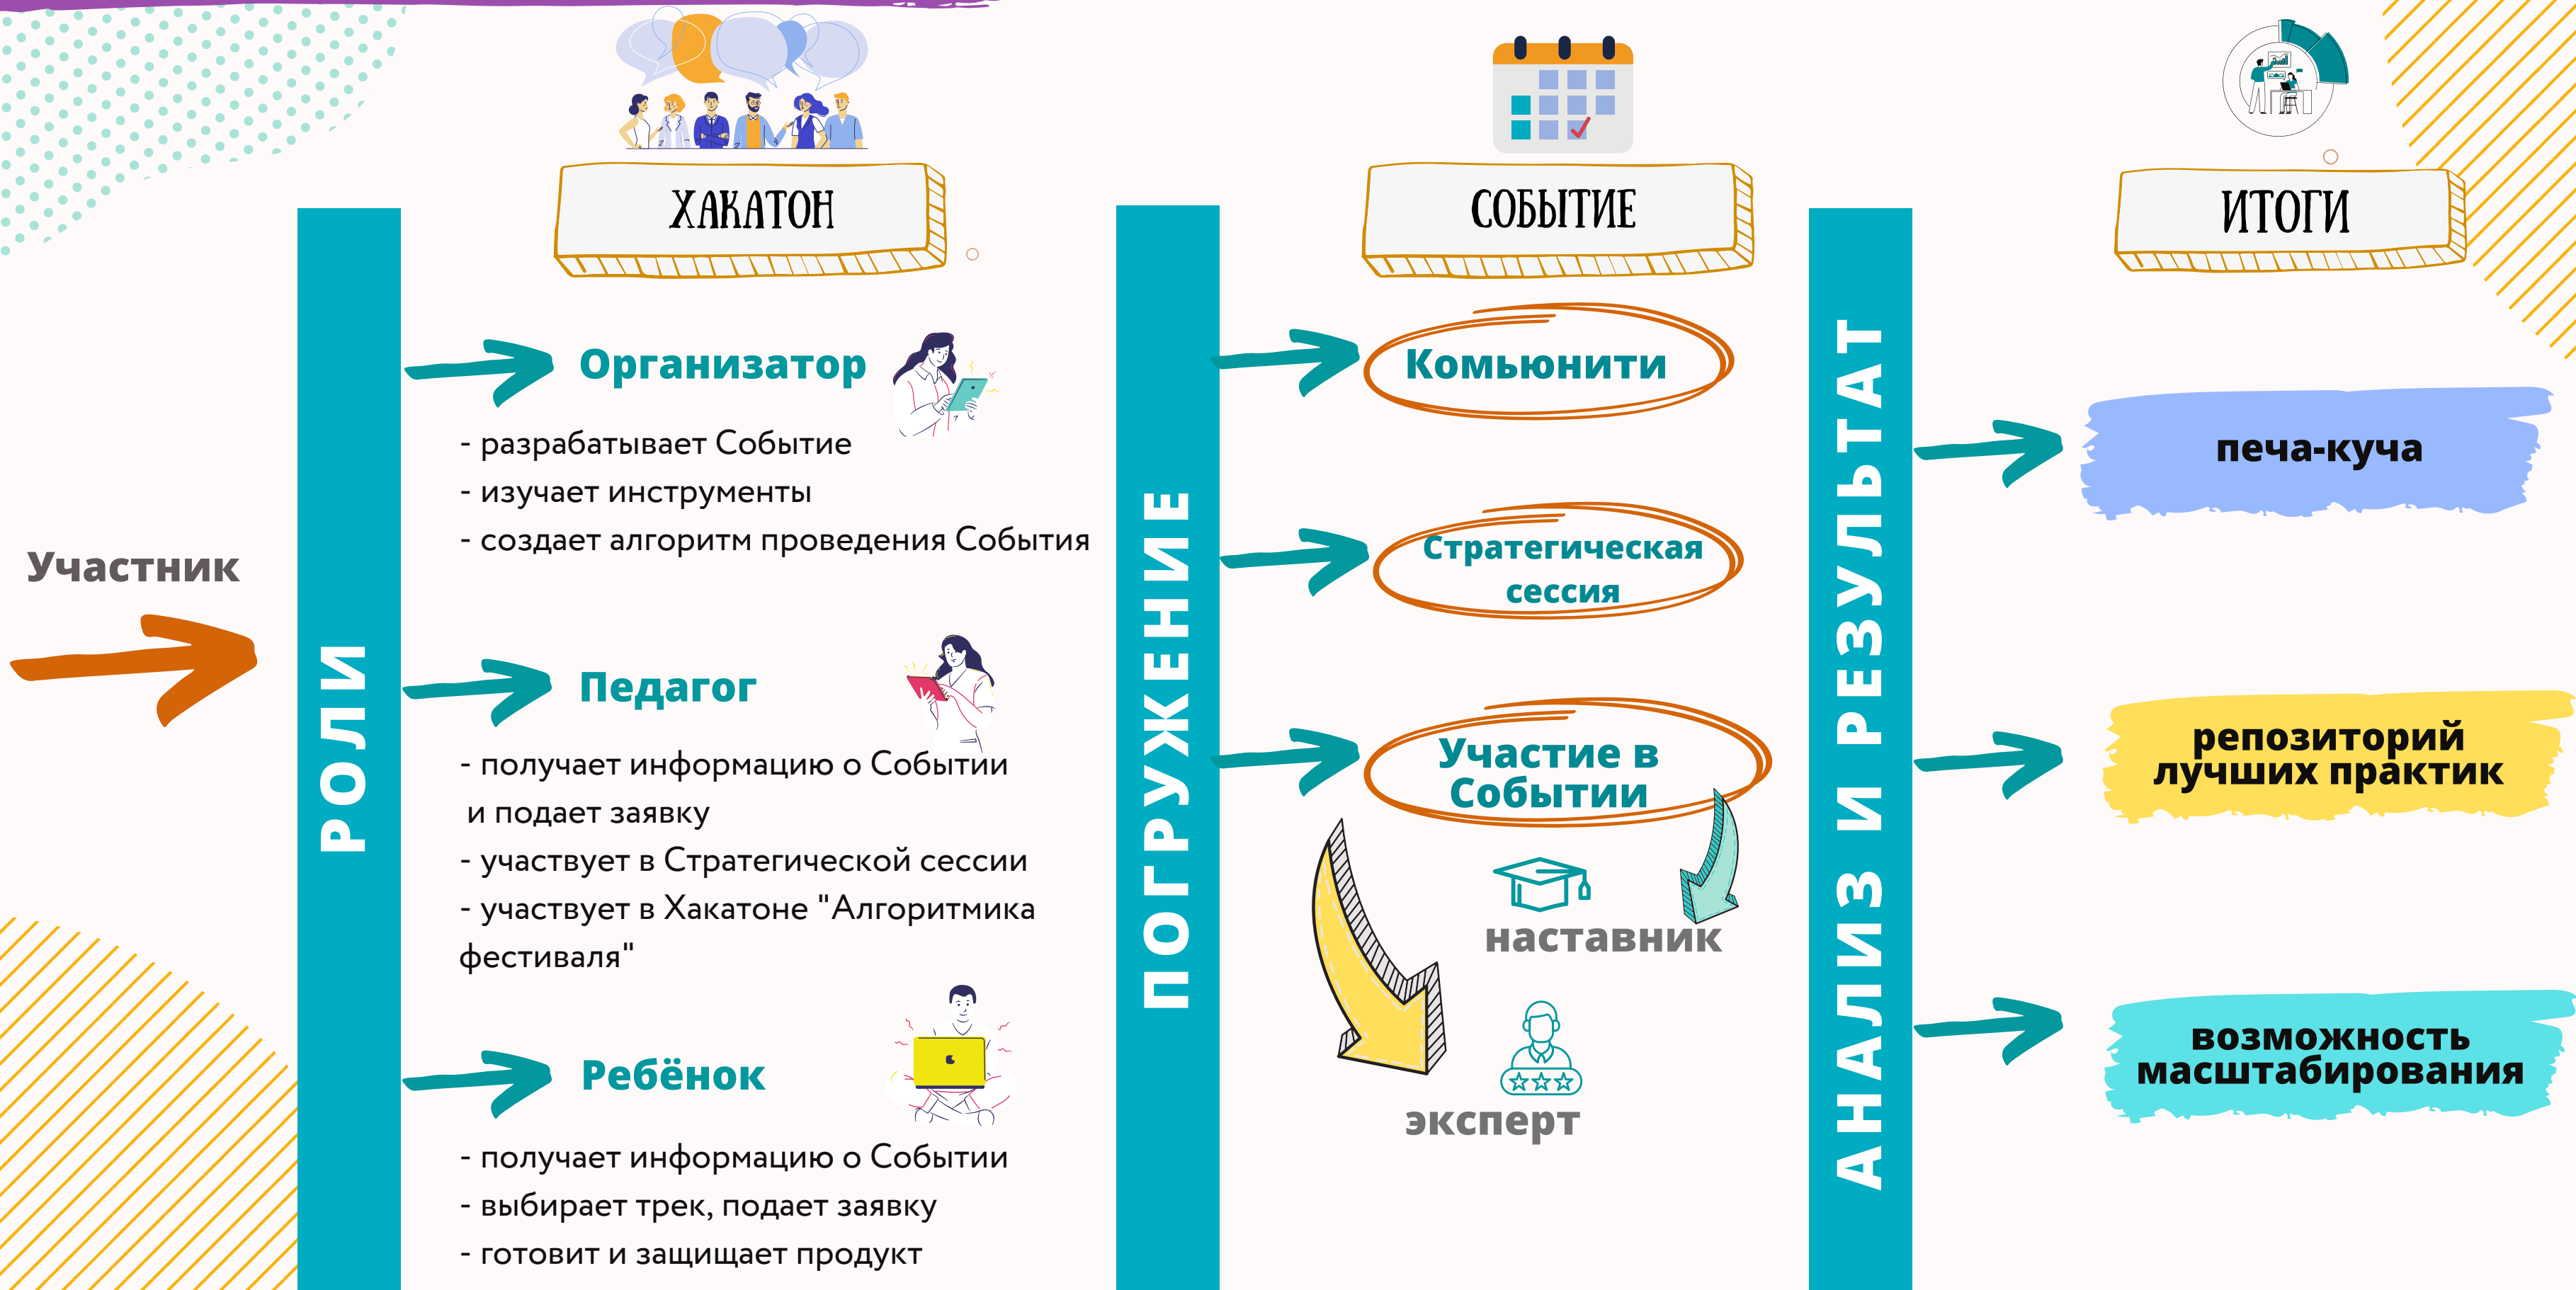 Участник
РОЛИ
ХАКАТОН
Организатор
- разрабатывает Событие
- изучает инструменты
- создает алгоритм проведения События
Педагог
- получает информацию о Событии
и подает заявку
- участвует в Стратегической сессии
- участвует в Хакатоне "Алгоритмика
фестиваля"
Ребёнок
- получает информацию о Событии
- выбирает трек, подает заявку
- готовит и защищает продукт
ПОГРУЖЕНИЕ
СОБЫТИЕ
Комьюнити
Стратегическая
сессия
Участие в
Событии
наставник
эксперт
АНАЛИЗ И РЕЗУЛЬТАТ
ИТОГИ
печа-куча
репозиторий
лучших практик
возможность
масштабирования